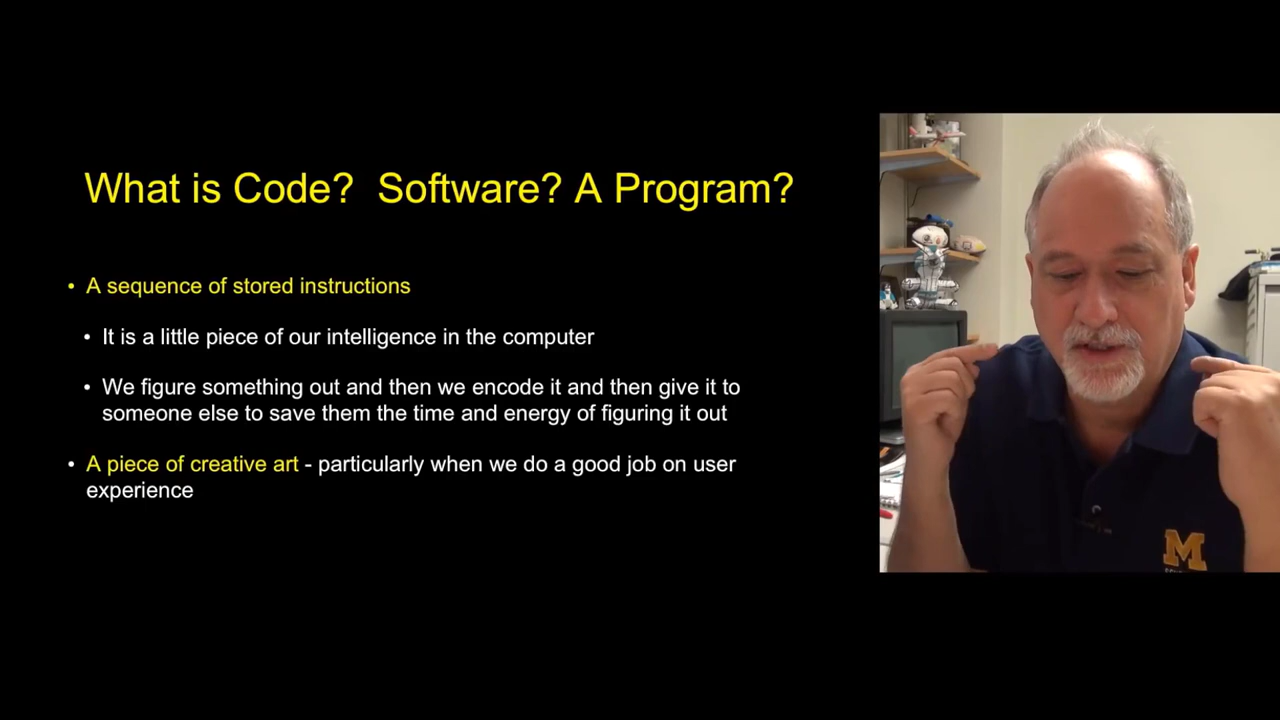 What is Code?  Software? A Program?
• A sequence of stored instructions
• It is a little piece of our intelligence in the computer
• We figure something out and then we encode it and then give it to
someone else to save them the time and energy of figuring it out
• A piece of creative art - particularly when we do a good job on user
experience
M